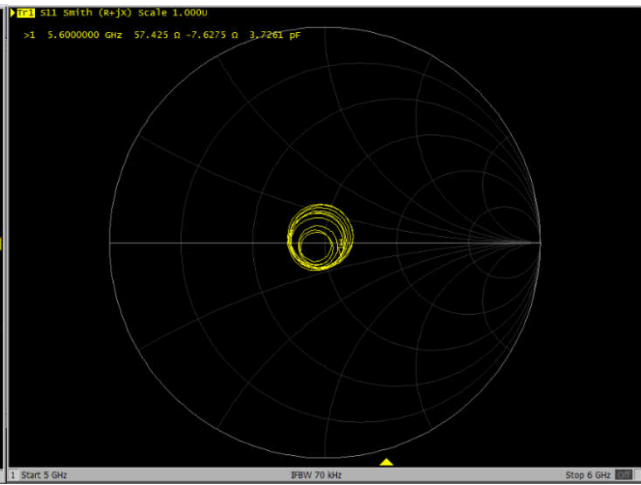 Tr1 S11 Smith (R+jX) Scale 1.000U
>1 5.6000000 GHz 57.425 Ω -7.6275 Ω 3.7261 pF
1 Start 5 GHz IFBW 70 kHz Stop 6 GHz Off